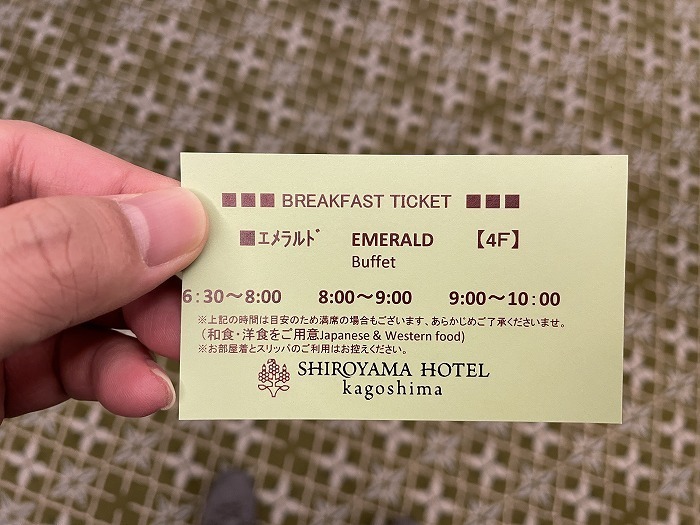 ■■■ BREAKFAST TICKET ■■■
■エメラルド EMERALD 【4F】
Buffet
6:30～8:00 8:00～9:00 9:00～10:00
※上記の時間は目安のため満席の場合もございます、あらかじめご了承くださいませ。
（和食・洋食をご用意Japanese & Western food)
※お部屋着とスリッパのご利用はお控えください。
SHIROYAMA HOTEL
kagoshima